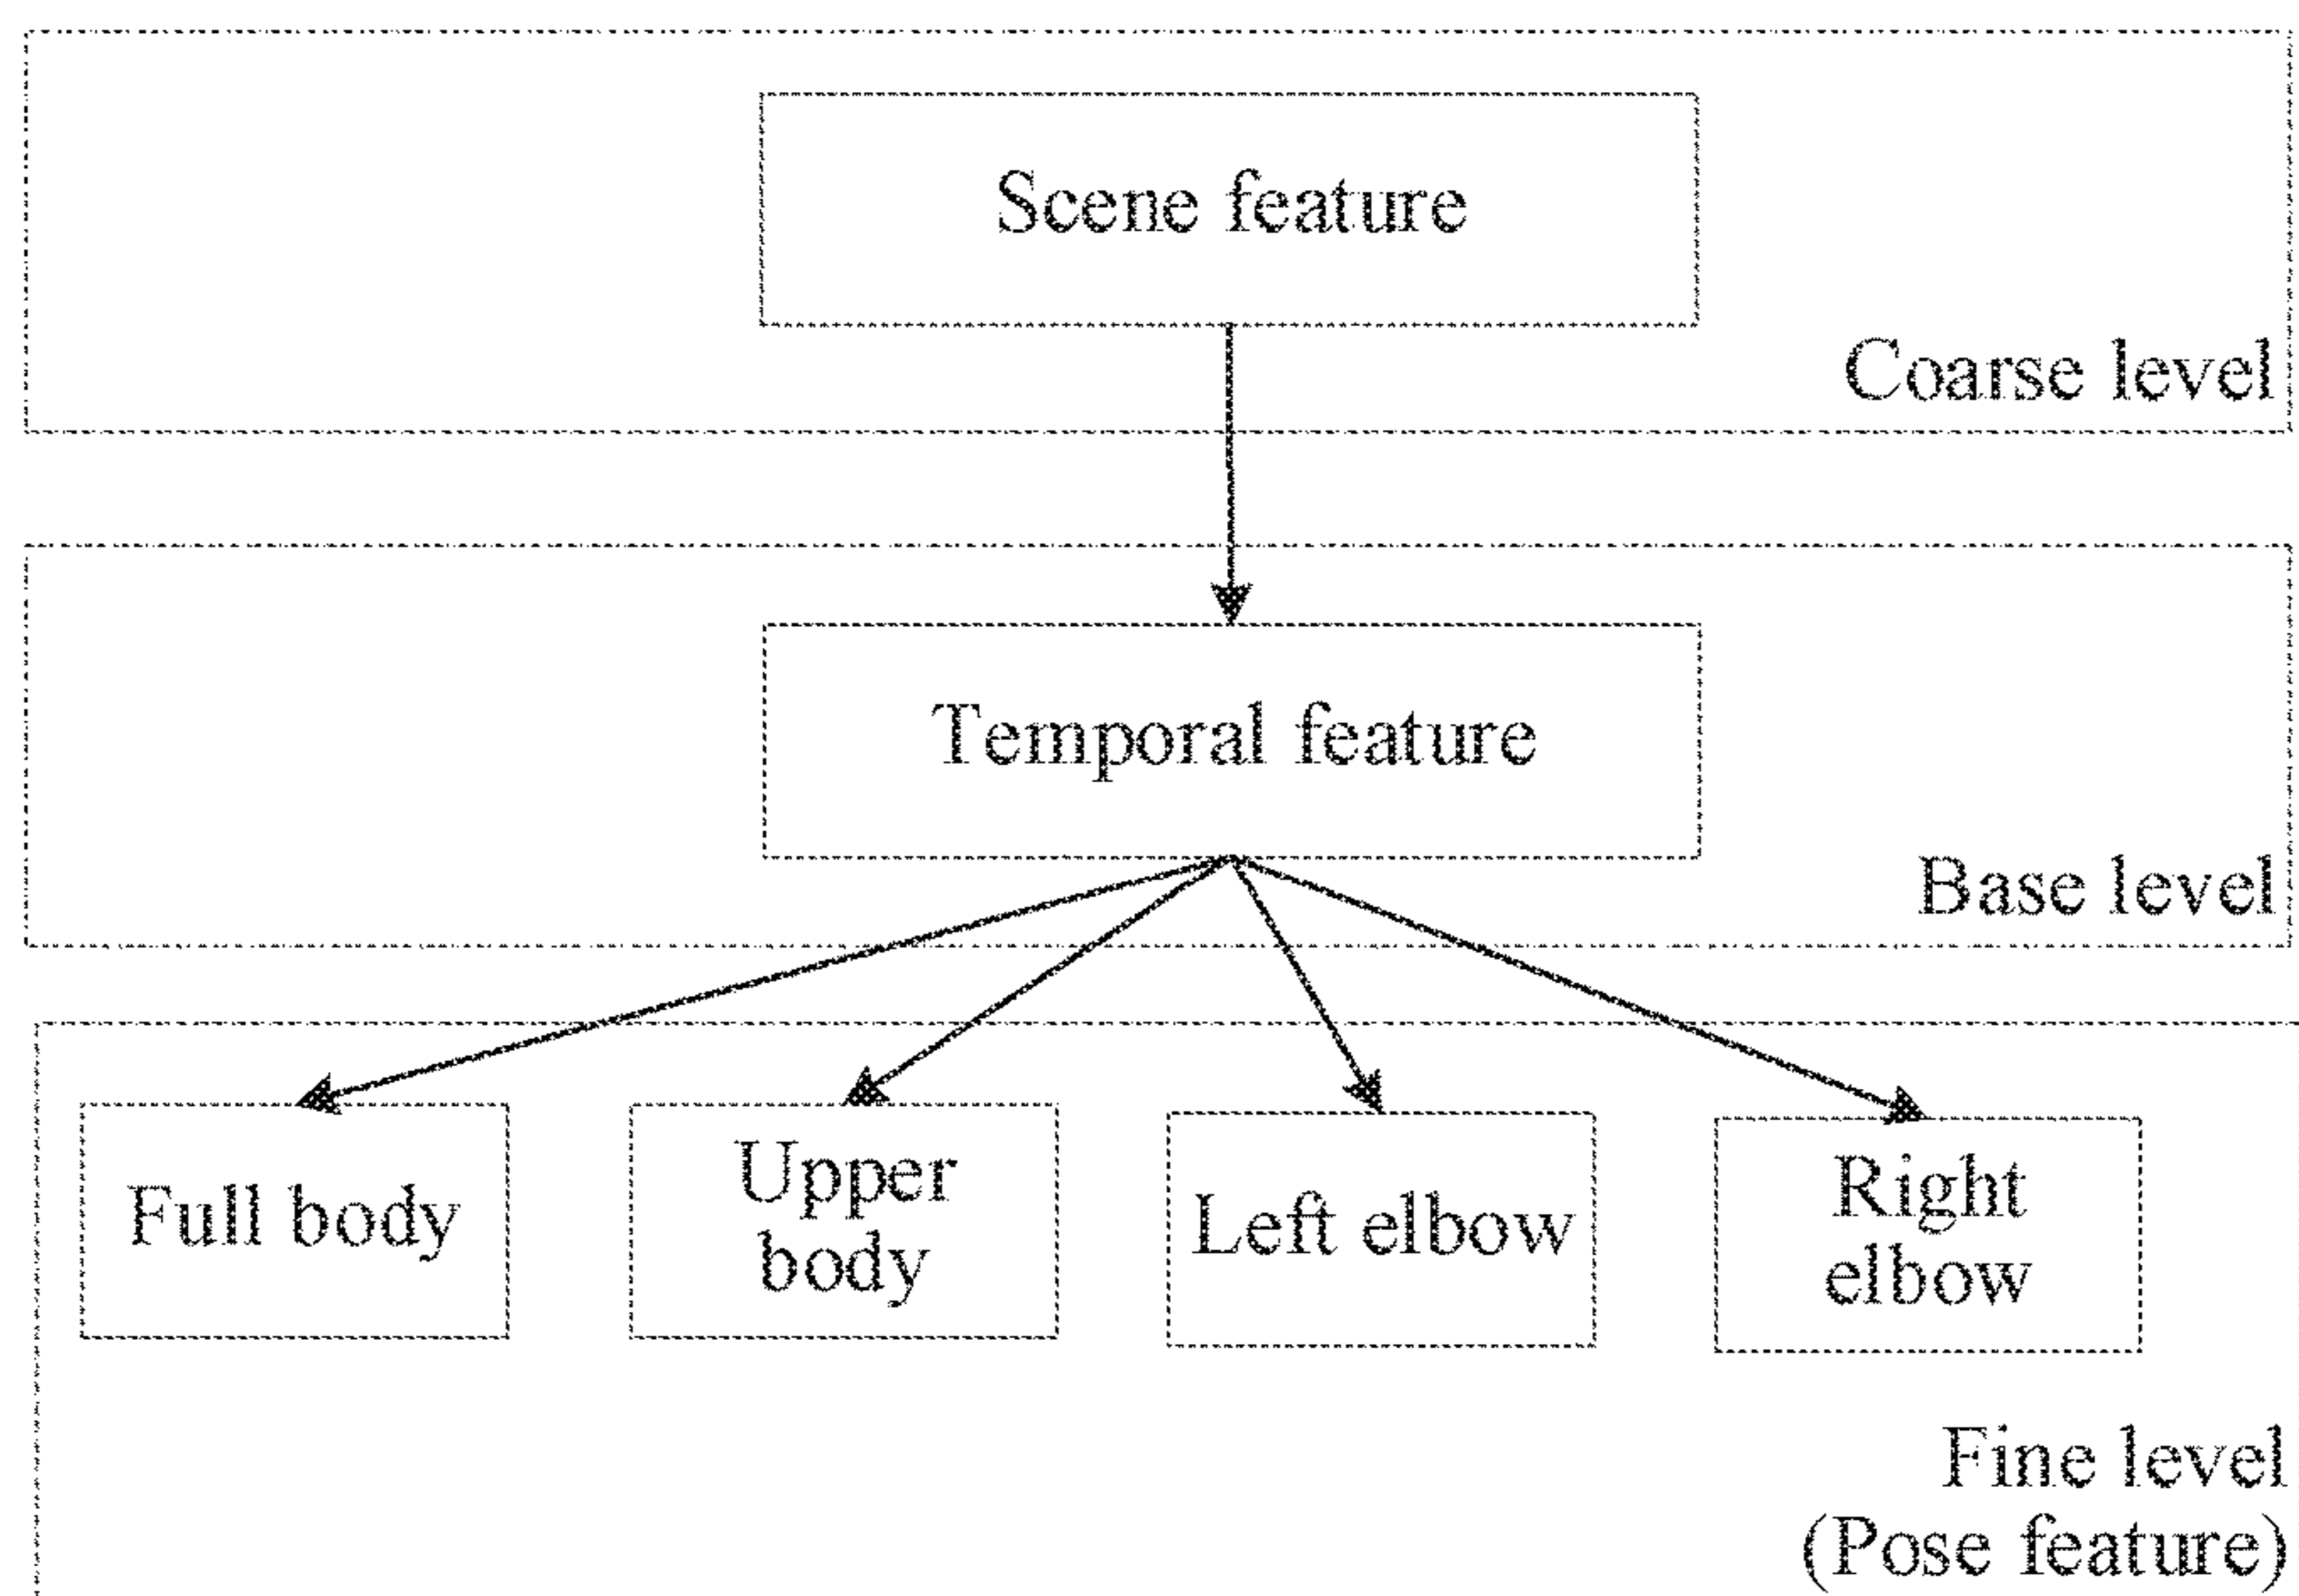 Scene feature
Coarse level
Temporal feature
Base level
Full body
Upper
body
Left elbow
Right
elbow
Fine level
(Pose feature)